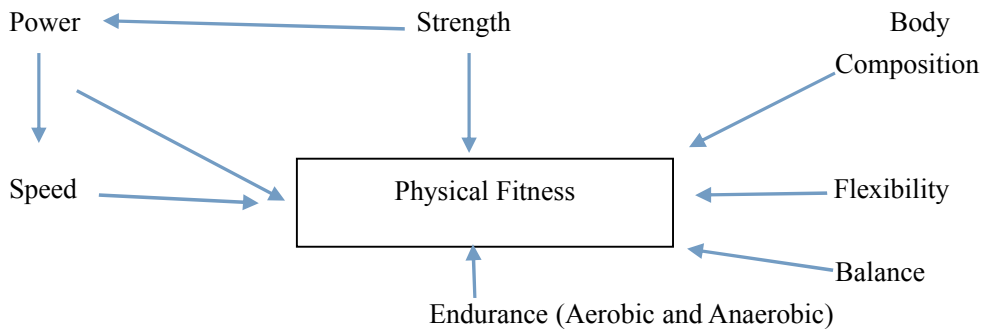 Power
Strength
Body
Composition
Speed
Physical Fitness
Flexibility
Balance
Endurance (Aerobic and Anaerobic)